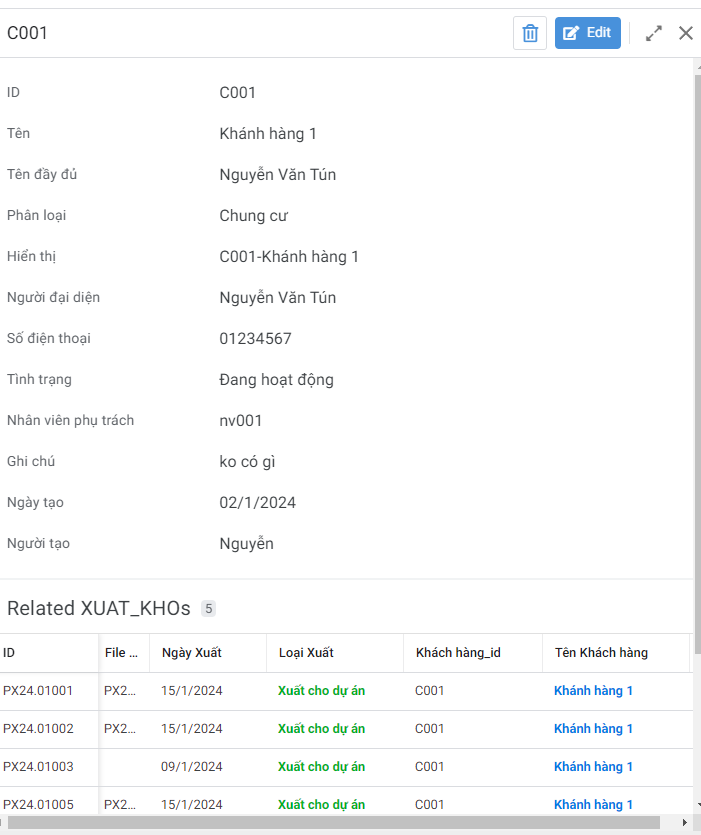 C001
Edit
ID C001
Tên Khánh hàng 1
Tên đầy đủ Nguyễn Văn Tún
Phân loại Chung cư
Hiển thị C001-Khánh hàng 1
Người đại diện Nguyễn Văn Tún
Số điện thoại 01234567
Tình trạng Đang hoạt động
Nhân viên phụ trách nv001
Ghi chú ko có gì
Ngày tạo 02/1/2024
Người tạo Nguyễn
Related XUAT_KHOs 5
ID File ... Ngày Xuất Loại Xuất Khách hàng_id Tên Khách hàng
PX24.01001 PX2... 15/1/2024 Xuất cho dự án C001 Khánh hàng 1
PX24.01002 PX2... 15/1/2024 Xuất cho dự án C001 Khánh hàng 1
PX24.01003 09/1/2024 Xuất cho dự án C001 Khánh hàng 1
PX24.01005 PX2... 15/1/2024 Xuất cho dự án C001 Khánh hàng 1